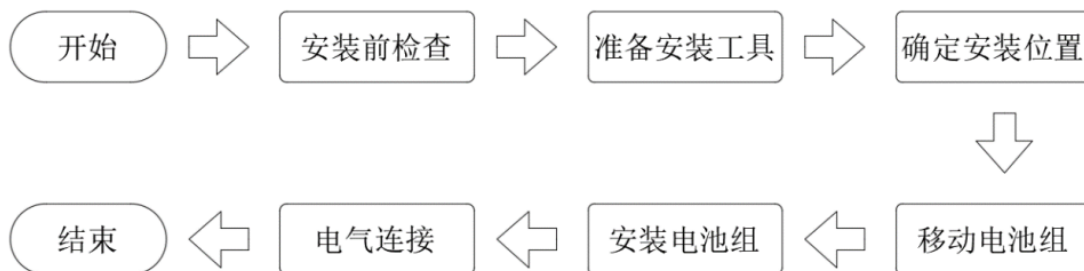 开始
安装前检查
准备安装工具
确定安装位置
移动电池组
安装电池组
电气连接
结束